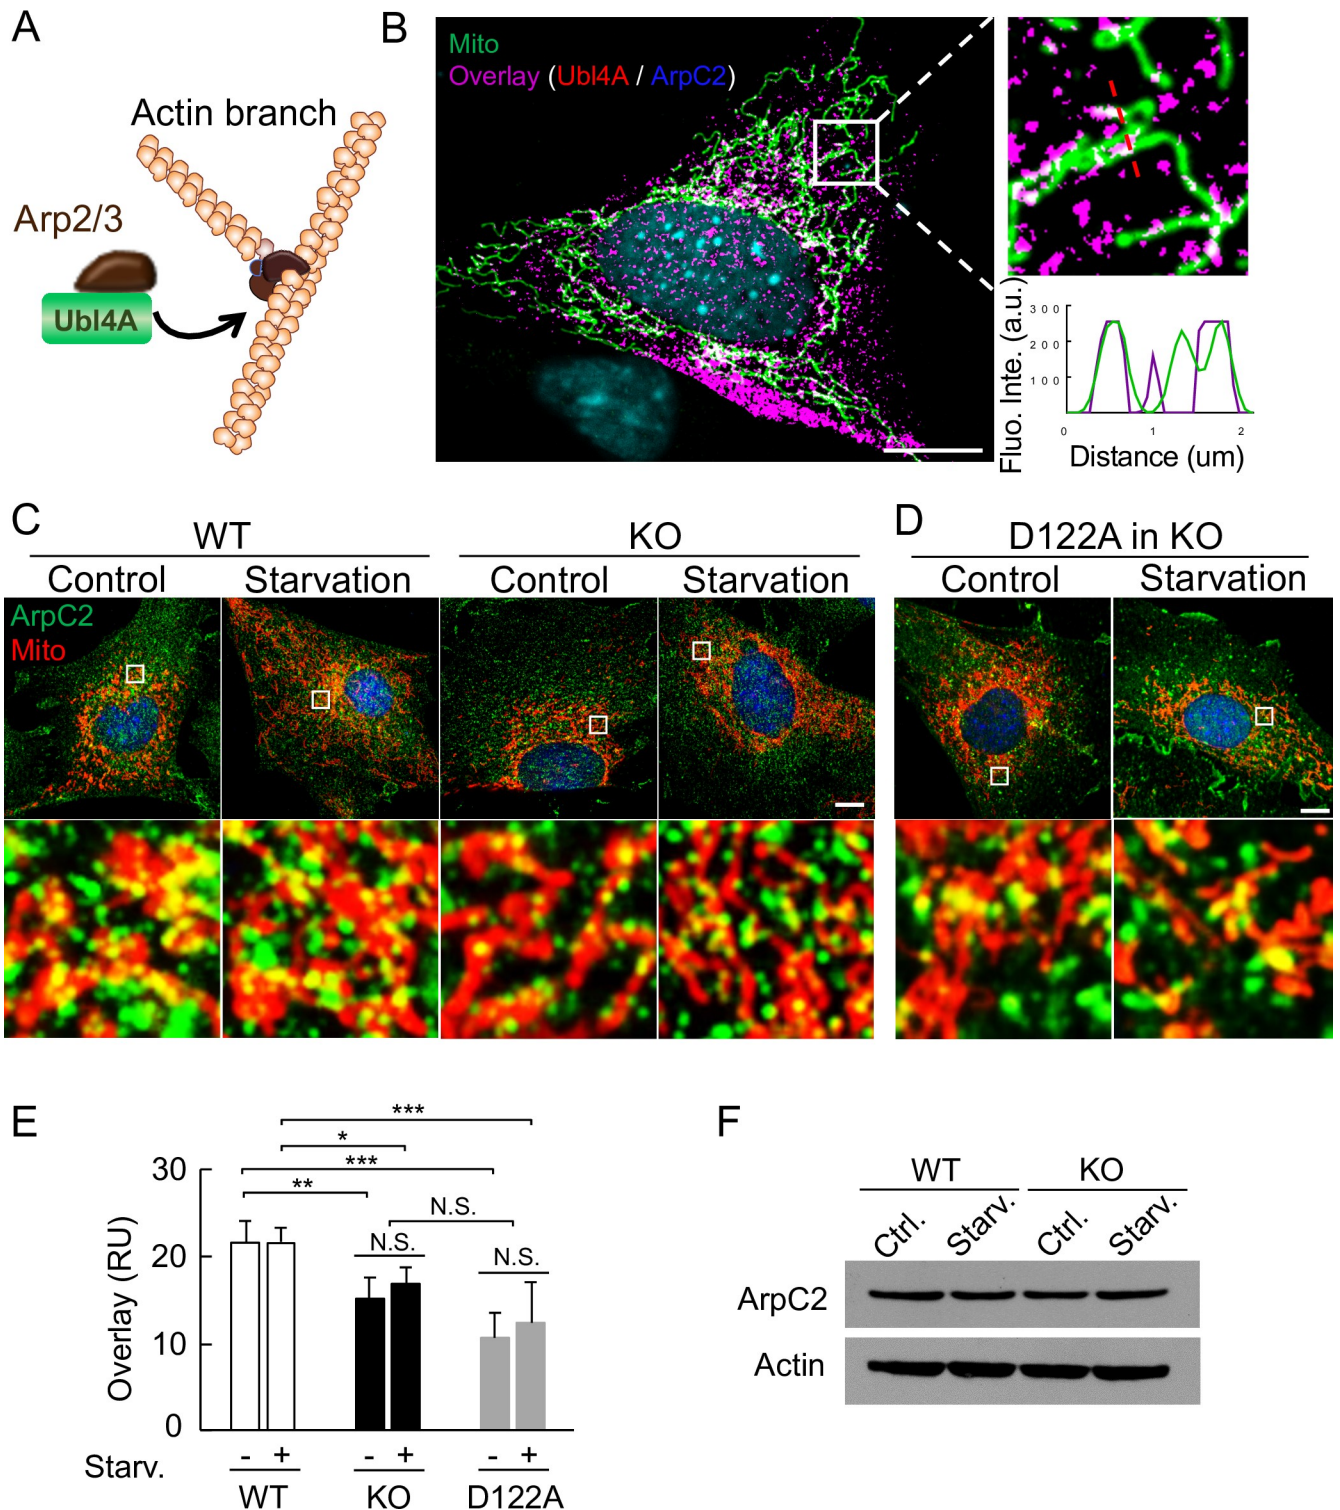 A
Actin branch
Arp2/3
Ubl4A
B
Mito
Overlay (Ubl4A / ArpC2)
Fluo. Inte. (a.u.)
300
200
100
0 1 2
Distance (um)
C
WT KO
Control Starvation Control Starvation
ArpC2
Mito
D
D122A in KO
Control Starvation
E
***
*
***
**
N.S.
N.S.
N.S.
Overlay (RU)
30
20
10
0
Starv. - + - + - +
WT KO D122A
F
WT KO
Ctrl. Starv. Ctrl. Starv.
ArpC2
Actin